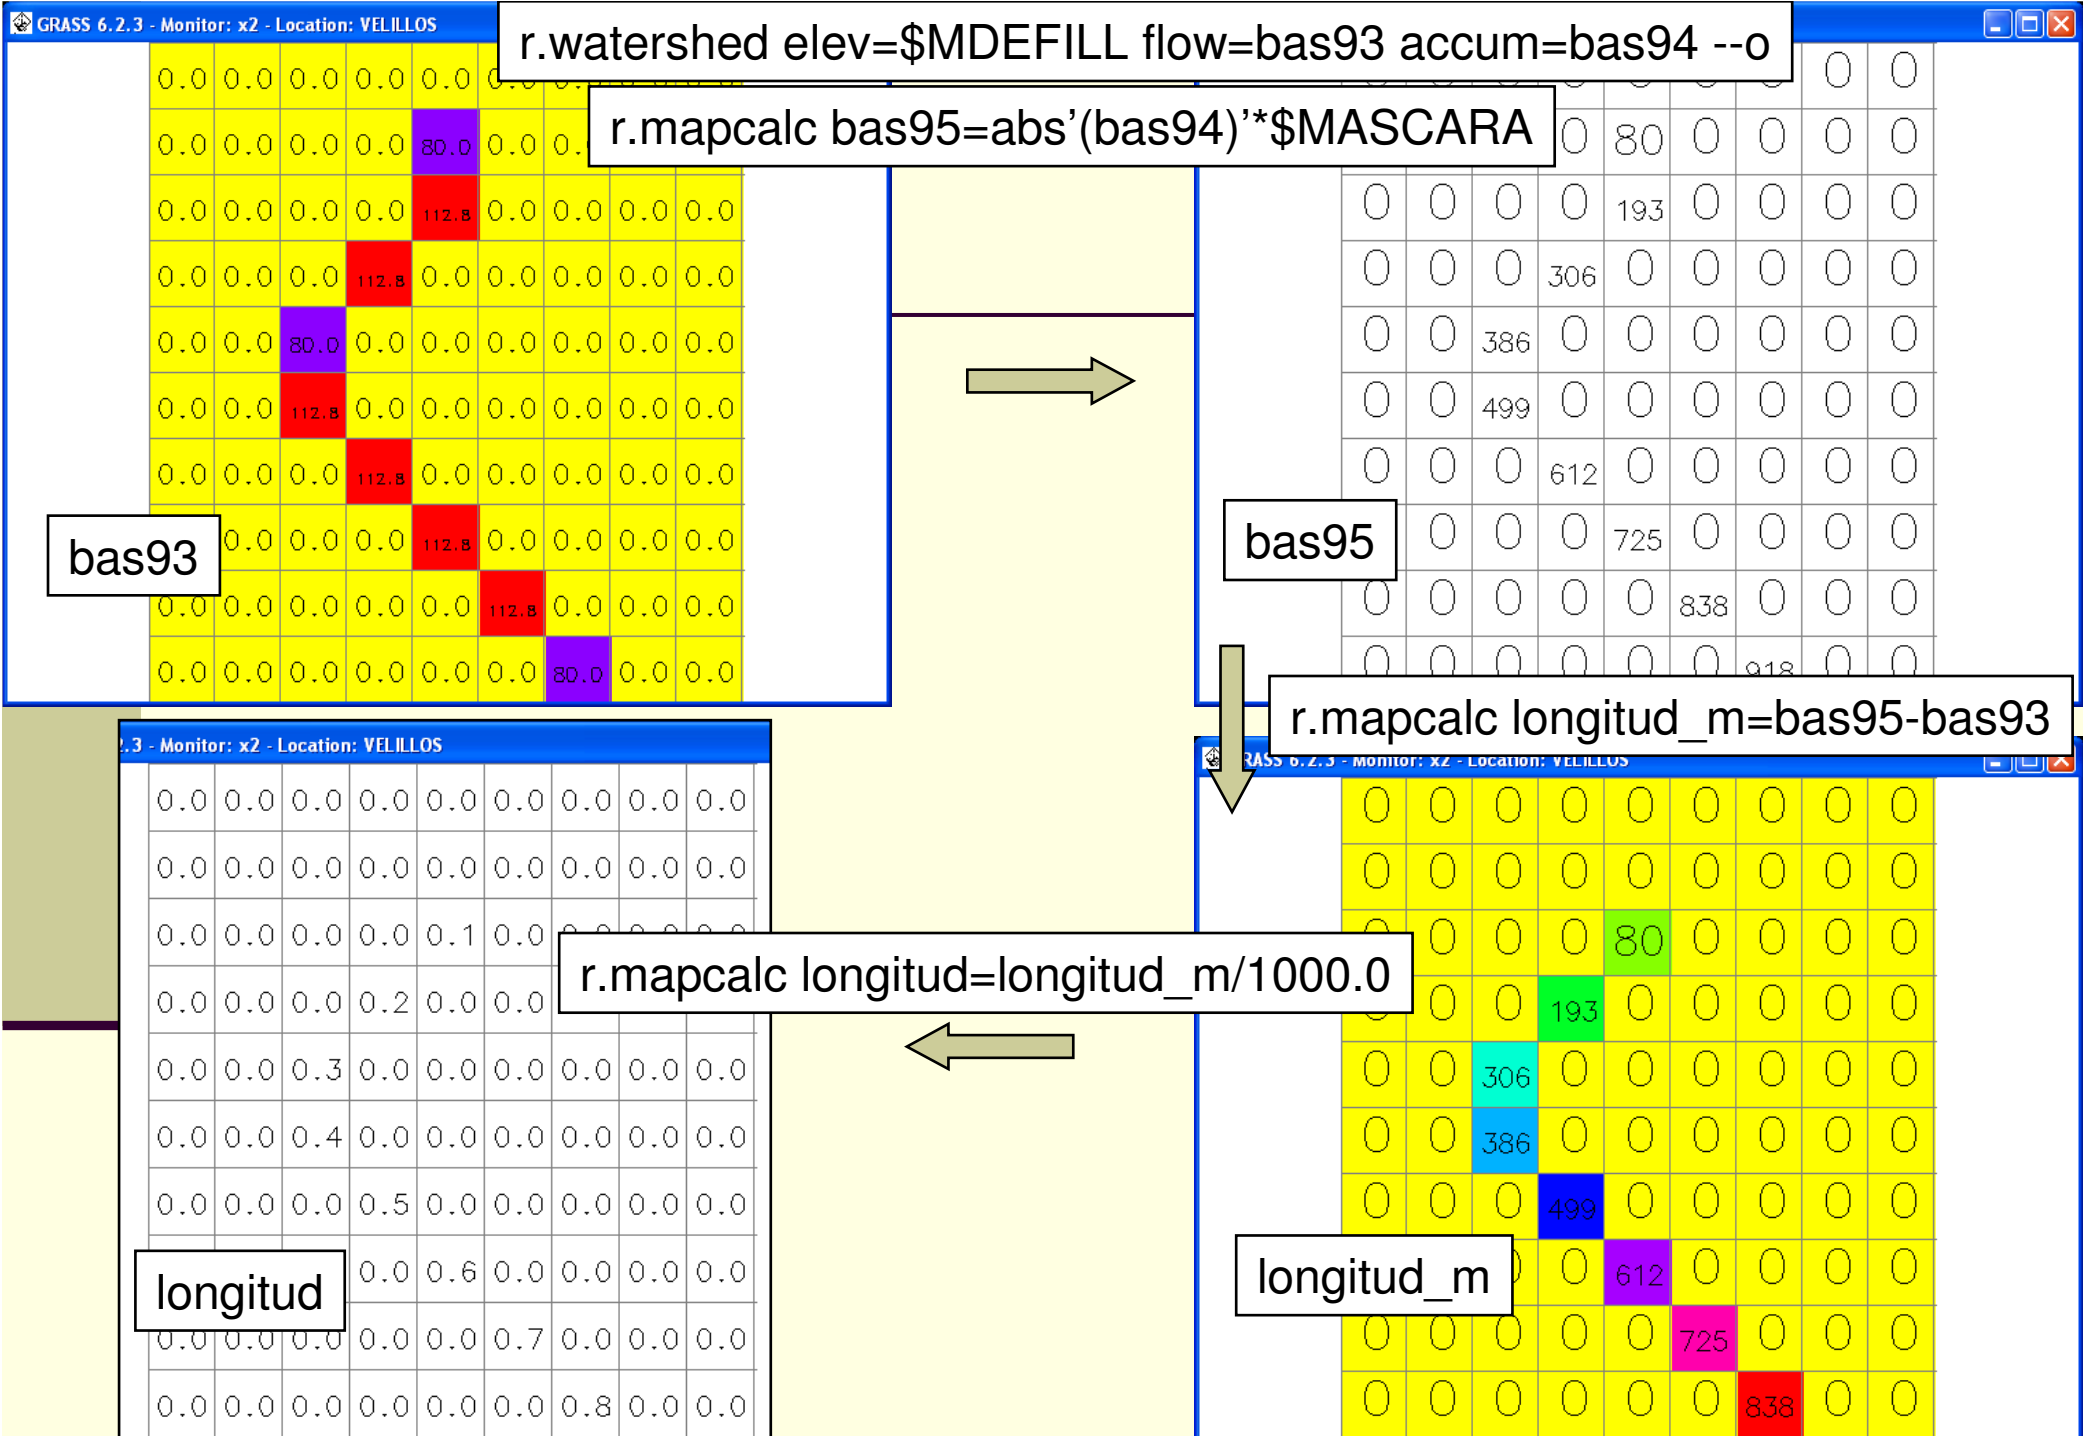 GRASS 6.2.3 - Monitor: x2 - Location: VELILLOS
r.watershed elev=$MDEFILL flow=bas93 accum=bas94 --o
r.mapcalc bas95=abs'(bas94)'*$MASCARA
0.0 0.0 0.0 0.0 0.0
0.0 0.0 0.0 0.0 80.0 0.0
0.0 0.0 0.0 0.0 112.8 0.0 0.0 0.0 0.0
0.0 0.0 0.0 112.8 0.0 0.0 0.0 0.0 0.0
0.0 0.0 80.0 0.0 0.0 0.0 0.0 0.0 0.0
0.0 0.0 112.8 0.0 0.0 0.0 0.0 0.0 0.0
0.0 0.0 0.0 112.8 0.0 0.0 0.0 0.0 0.0
0.0 0.0 0.0 112.8 0.0 0.0 0.0 0.0
0.0 0.0 0.0 0.0 0.0 112.8 0.0 0.0 0.0
0.0 0.0 0.0 0.0 0.0 0.0 80.0 0.0 0.0
bas93
0 0
0 80 0 0 0 0
0 0 0 0 193 0 0 0 0
0 0 0 306 0 0 0 0 0
0 0 386 0 0 0 0 0 0
0 0 499 0 0 0 0 0 0
0 0 0 612 0 0 0 0 0
0 0 0 725 0 0 0 0
0 0 0 0 0 838 0 0 0
0 0 0 0 0 0 918 0 0
bas95
r.mapcalc longitud_m=bas95-bas93
.3 - Monitor: x2 - Location: VELILLOS
0.0 0.0 0.0 0.0 0.0 0.0 0.0 0.0 0.0
0.0 0.0 0.0 0.0 0.0 0.0 0.0 0.0 0.0
0.0 0.0 0.0 0.0 0.1 0.0
0.0 0.0 0.0 0.2 0.0 0.0
0.0 0.0 0.3 0.0 0.0 0.0 0.0 0.0 0.0
0.0 0.0 0.4 0.0 0.0 0.0 0.0 0.0 0.0
0.0 0.0 0.0 0.5 0.0 0.0 0.0 0.0 0.0
0.0 0.6 0.0 0.0 0.0 0.0
0.0 0.0 0.0 0.0 0.0 0.7 0.0 0.0 0.0
0.0 0.0 0.0 0.0 0.0 0.0 0.8 0.0 0.0
longitud
r.mapcalc longitud=longitud_m/1000.0
GRASS 6.2.3 - Monitor: x2 - Location: VELILLOS
0 0 0 0 0 0 0 0 0
0 0 0 0 0 0 0 0 0
0 0 0 80 0 0 0 0
0 0 193 0 0 0 0 0
0 0 306 0 0 0 0 0 0
0 0 386 0 0 0 0 0 0
0 0 0 499 0 0 0 0 0
0 612 0 0 0 0
0 0 0 0 0 725 0 0 0
0 0 0 0 0 0 838 0 0
longitud_m